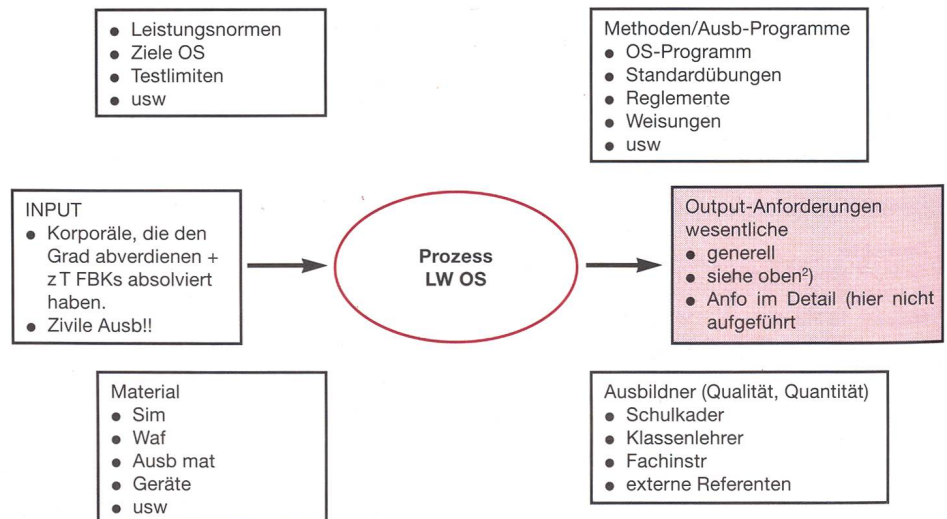 ● Leistungsnormen
● Ziele OS
● Testlimiten
● usw
Methoden/Ausb-Programme
● OS-Programm
● Standardübungen
● Reglemente
● Weisungen
● usw
INPUT
● Korporäle, die den
Grad abverdienen +
zT FBKs absolviert
haben.
● Zivile Ausb!!
Prozess
LW OS
Output-Anforderungen
wesentliche
● generell
● siehe oben²)
● Anfo im Detail (hier nicht
aufgeführt
Material
● Sim
● Waf
● Ausb mat
● Geräte
● usw
Ausbildner (Qualität, Quantität)
● Schulkader
● Klassenlehrer
● Fachinstr
● externe Referenten